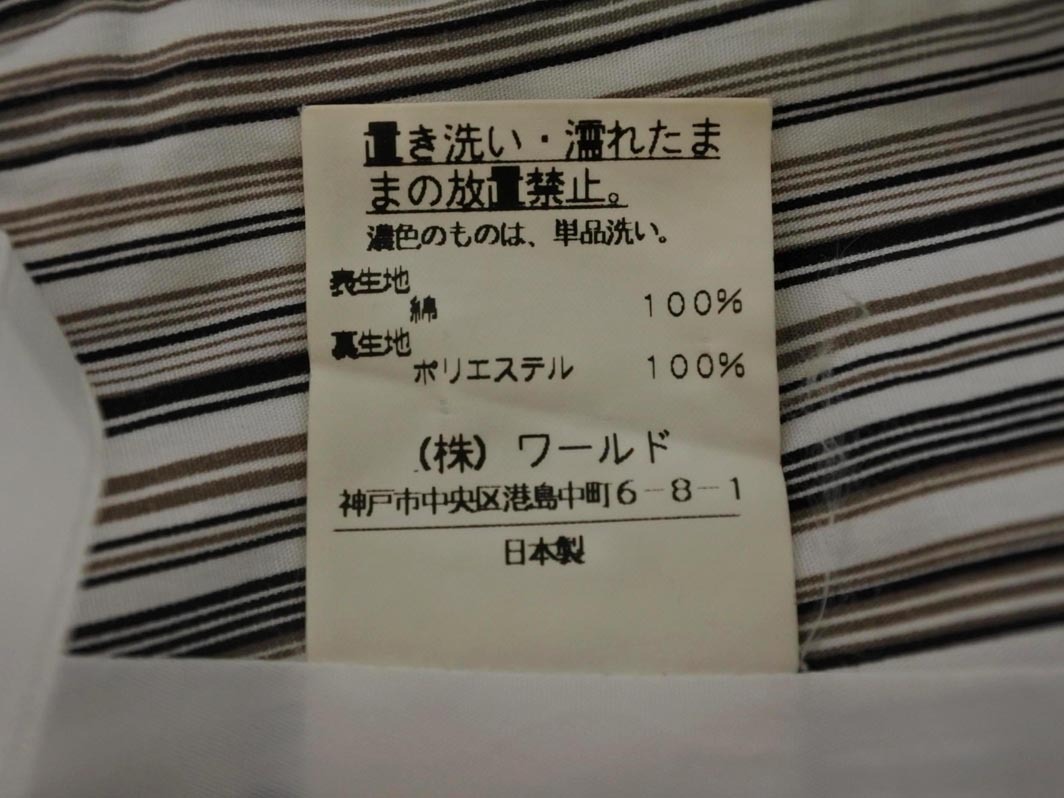 置き洗い・濡れたま
まの放置禁止。
濃色のものは、単品洗い。
表生地
綿 100%
裏生地
ポリエステル 100%
(株) ワールド
神戸市中央区港島中町6-8-1
日本製